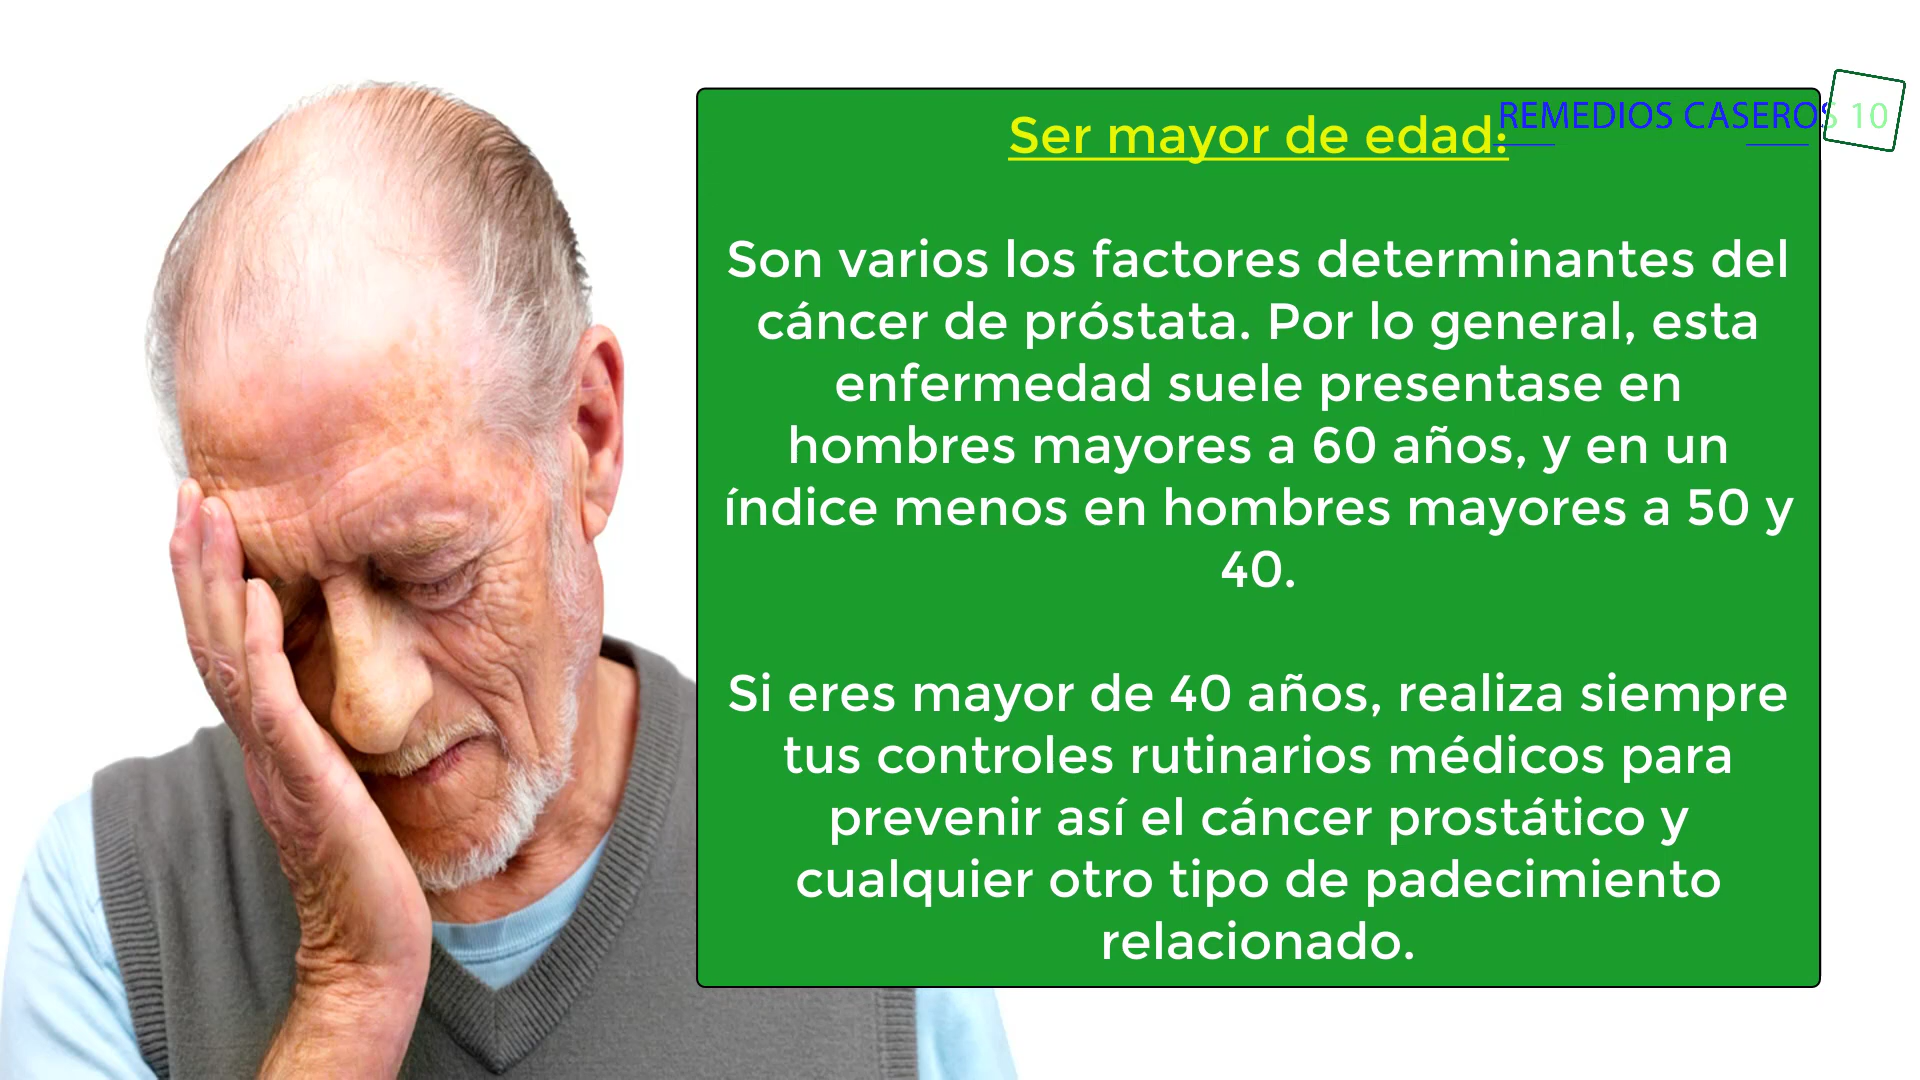 REMEDIOS CASEROS 10
Ser mayor de edad:
Son varios los factores determinantes del
cáncer de próstata. Por lo general, esta
enfermedad suele presentase en
hombres mayores a 60 años, y en un
índice menos en hombres mayores a 50 y
40.
Si eres mayor de 40 años, realiza siempre
tus controles rutinarios médicos para
prevenir así el cáncer prostático y
cualquier otro tipo de padecimiento
relacionado.